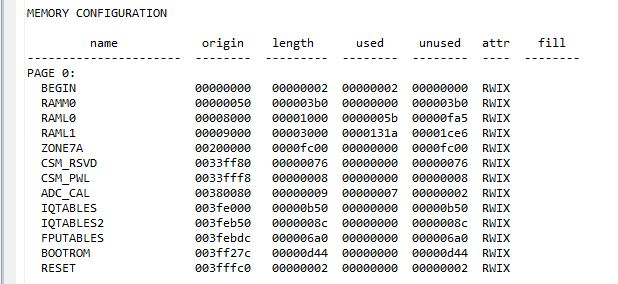 MEMORY CONFIGURATION
name origin length used unused attr fill
---------------------- -------- --------- -------- -------- ---- --------
PAGE 0:
BEGIN 00000000 00000002 00000002 00000000 RWIX
RAMM0 00000050 000003b0 00000000 000003b0 RWIX
RAML0 00008000 00001000 0000005b 00000fa5 RWIX
RAML1 00009000 00003000 0000131a 00001ce6 RWIX
ZONE7A 00200000 0000fc00 00000000 0000fc00 RWIX
CSM_RSVD 0033ff80 00000076 00000000 00000076 RWIX
CSM_PWL 0033fff8 00000008 00000000 00000008 RWIX
ADC_CAL 00380080 00000009 00000007 00000002 RWIX
IQTABLES 003fe000 00000b50 00000000 00000b50 RWIX
IQTABLES2 003feb50 0000008c 00000000 0000008c RWIX
FPUTABLES 003febdc 000006a0 00000000 000006a0 RWIX
BOOTROM 003ff27c 00000d44 00000000 00000d44 RWIX
RESET 003fffc0 00000002 00000000 00000002 RWIX